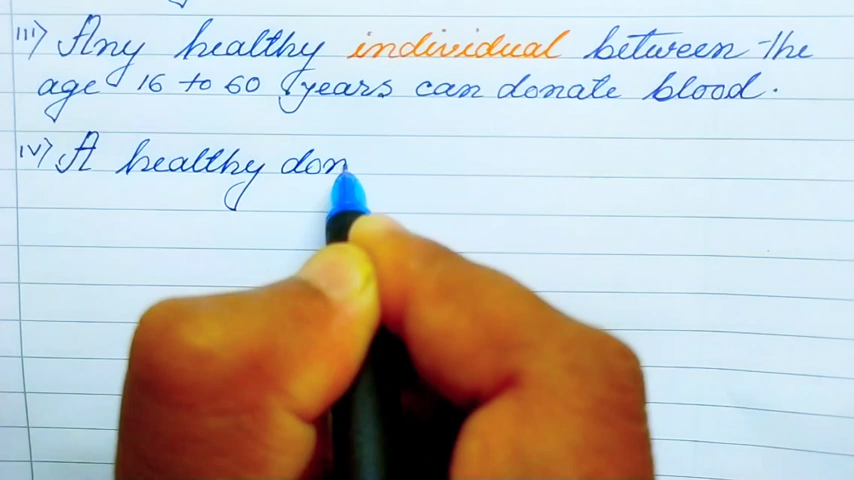 III) Any healthy individual between the
age 16 to 60 years can donate blood.
IV) A healthy don